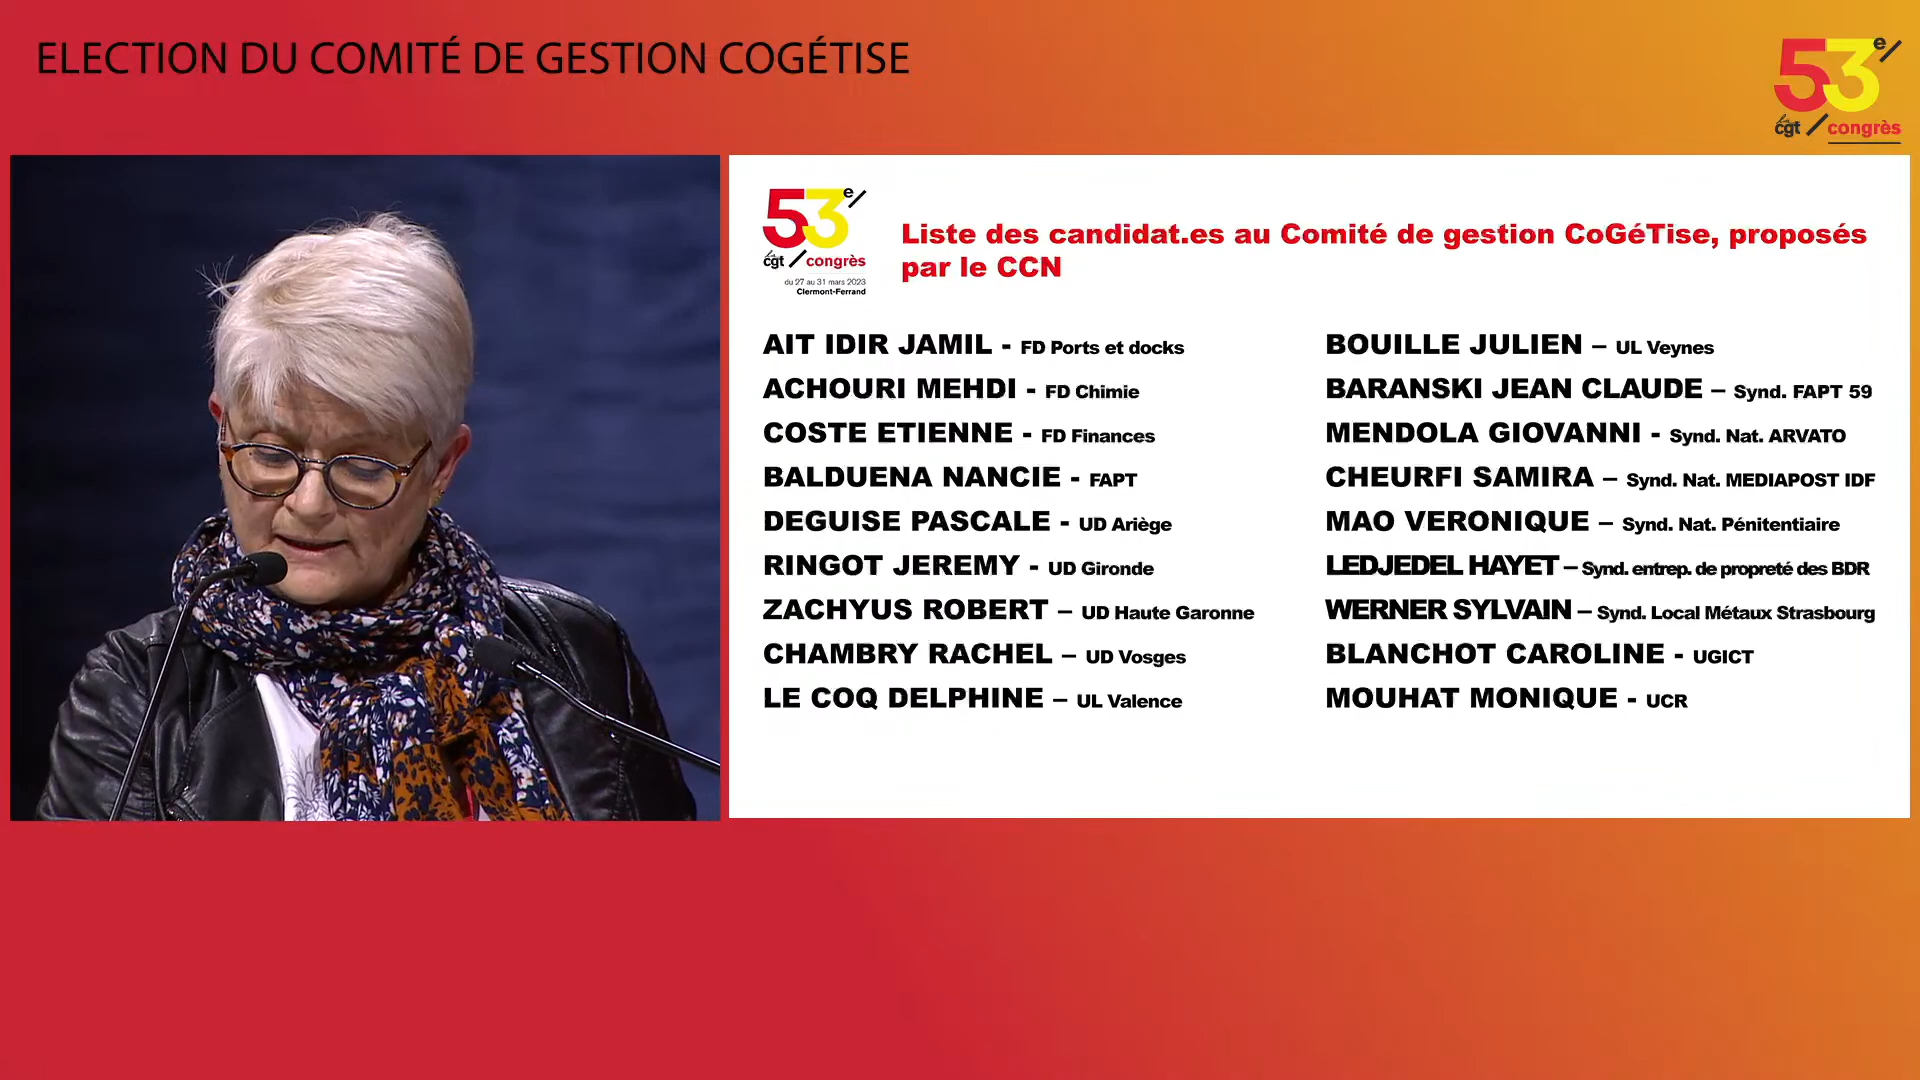 ELECTION DU COMITÉ DE GESTION COGÉTISE
53e/
la cgt / congrès
53e/
la cgt / congrès
du 27 au 31 mars 2023
Clermont-Ferrand
Liste des candidat.es au Comité de gestion CoGéTise, proposés
par le CCN
AIT IDIR JAMIL - FD Ports et docks
ACHOURI MEHDI - FD Chimie
COSTE ETIENNE - FD Finances
BALDUENA NANCIE - FAPT
DEGUISE PASCALE - UD Ariège
RINGOT JEREMY - UD Gironde
ZACHYUS ROBERT – UD Haute Garonne
CHAMBRY RACHEL – UD Vosges
LE COQ DELPHINE – UL Valence
BOUILLE JULIEN – UL Veynes
BARANSKI JEAN CLAUDE – Synd. FAPT 59
MENDOLA GIOVANNI - Synd. Nat. ARVATO
CHEURFI SAMIRA – Synd. Nat. MEDIAPOST IDF
MAO VERONIQUE – Synd. Nat. Pénitentiaire
LEDJEDEL HAYET – Synd. entrep. de propreté des BDR
WERNER SYLVAIN – Synd. Local Métaux Strasbourg
BLANCHOT CAROLINE - UGICT
MOUHAT MONIQUE - UCR